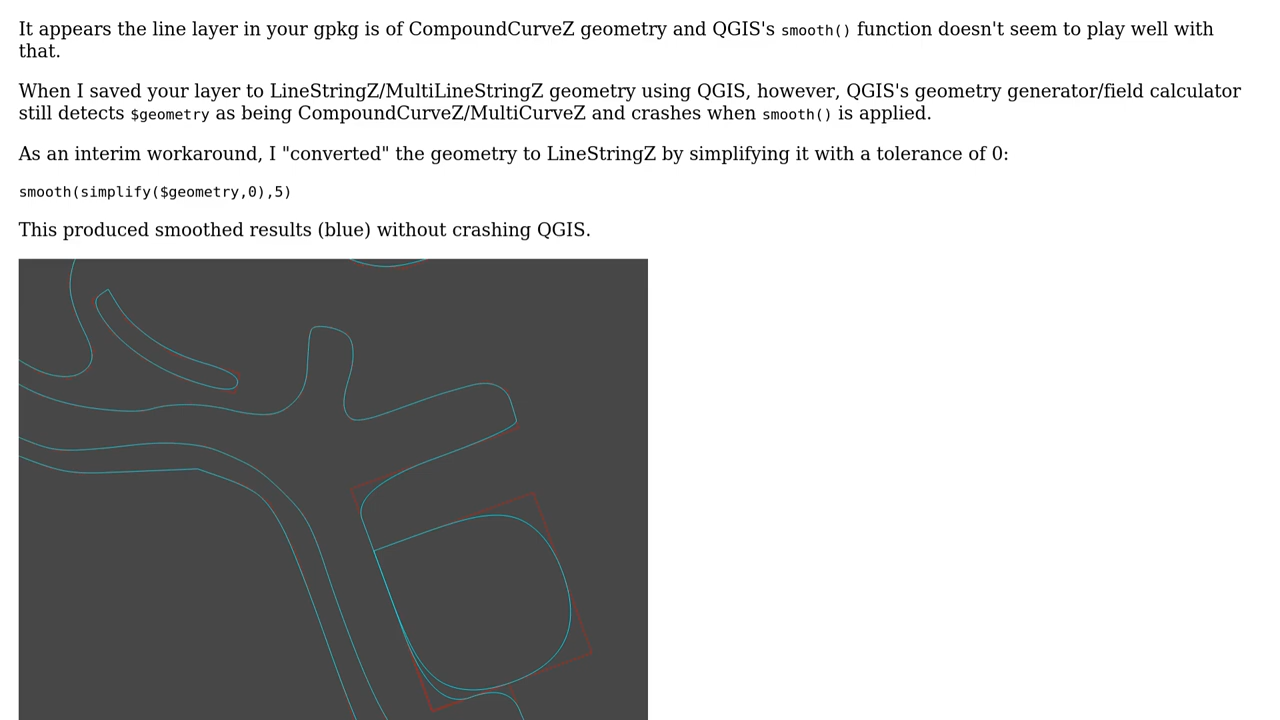 It appears the line layer in your gpkg is of CompoundCurveZ geometry and QGIS's smooth() function doesn't seem to play well with
that.
When I saved your layer to LineStringZ/MultiLineStringZ geometry using QGIS, however, QGIS's geometry generator/field calculator
still detects $geometry as being CompoundCurveZ/MultiCurveZ and crashes when smooth() is applied.
As an interim workaround, I "converted" the geometry to LineStringZ by simplifying it with a tolerance of 0:
smooth(simplify($geometry,0),5)
This produced smoothed results (blue) without crashing QGIS.